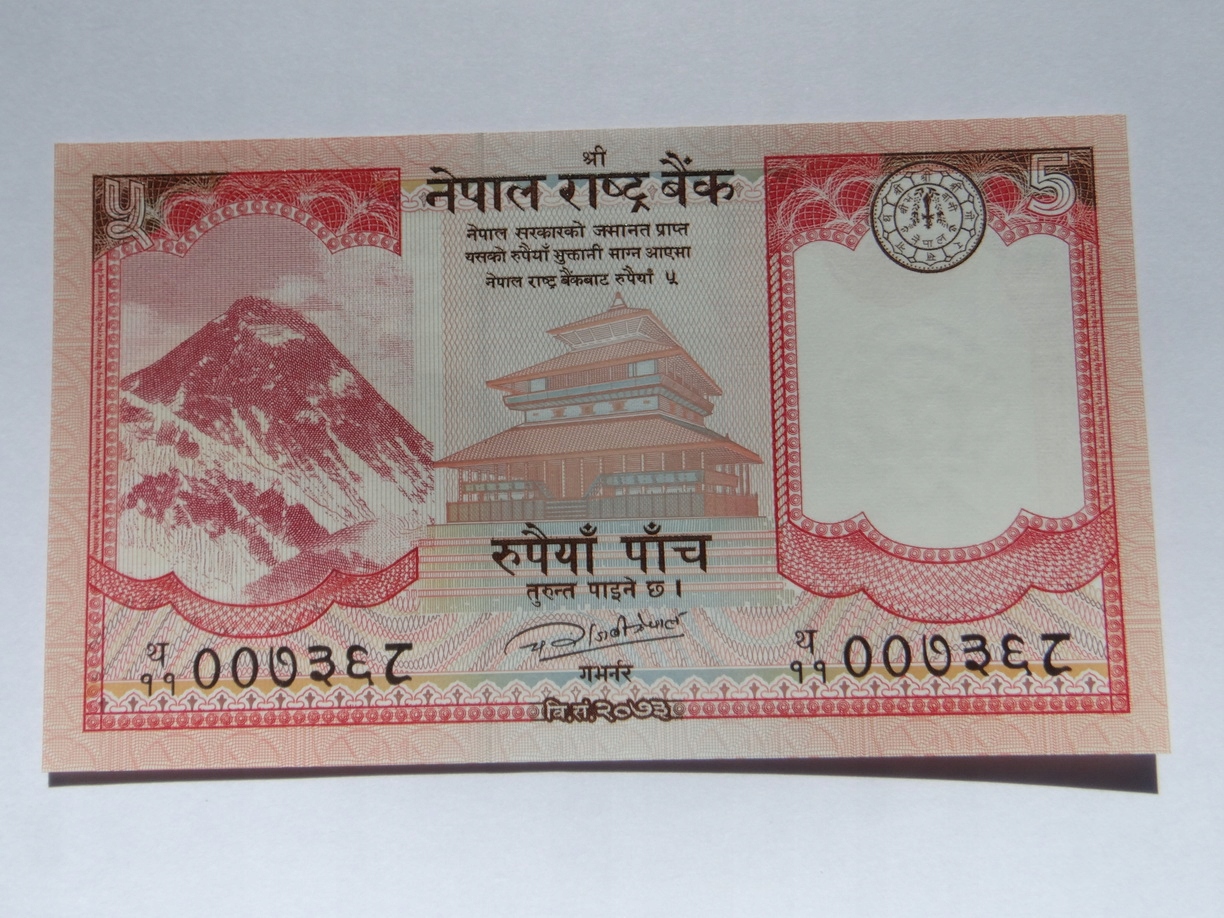 श्री
नेपाल राष्ट्र बैंक
५
5
नेपाल सरकारको जमानत प्राप्त
यसको रुपैयाँ भुक्तानी माग्न आएमा
नेपाल राष्ट्र बैंकबाट रुपैयाँ ५
रुपैयाँ पाँच
तुरुन्त पाइने छ।
गभर्नर
थ
११ ००७३६८
थ
११ ००७३६८
वि.सं.२०७३